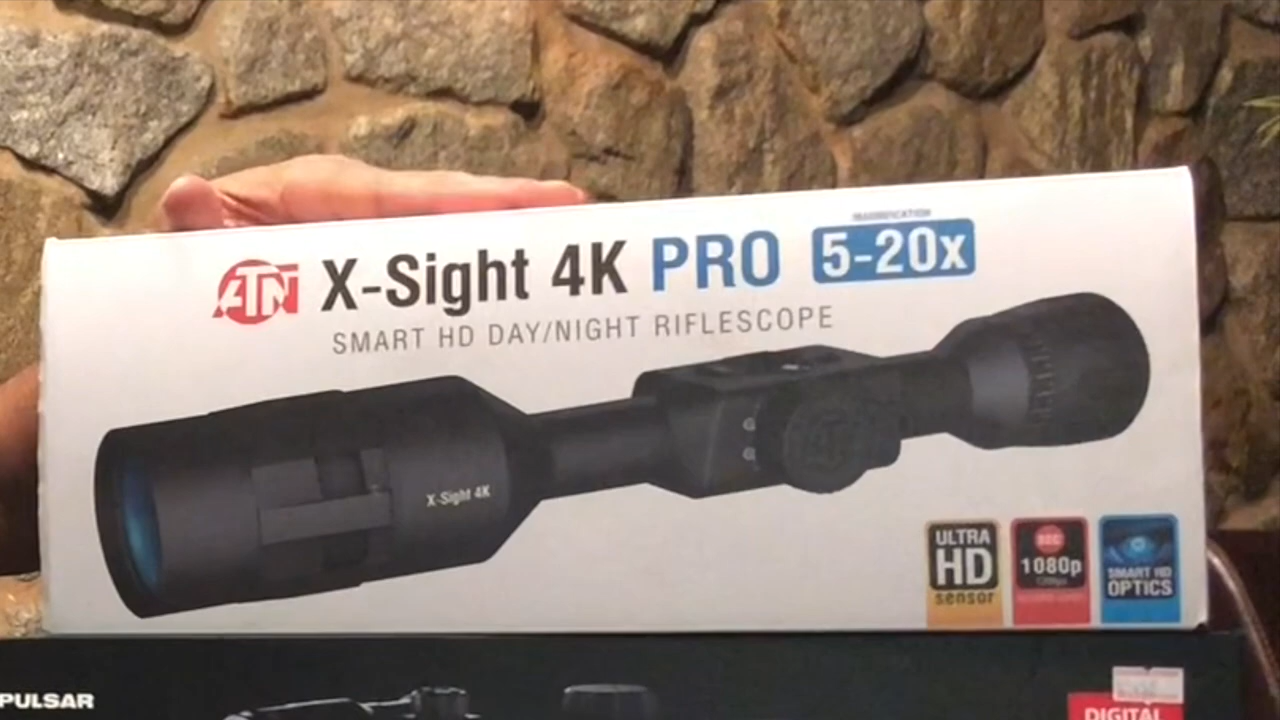 ATN X-Sight 4K PRO 5-20x
MAGNIFICATION
SMART HD DAY/NIGHT RIFLESCOPE
X-Sight 4K
ULTRA
HD
sensor
REC
1080p
SMART HD
OPTICS
PULSAR
DIGITAL